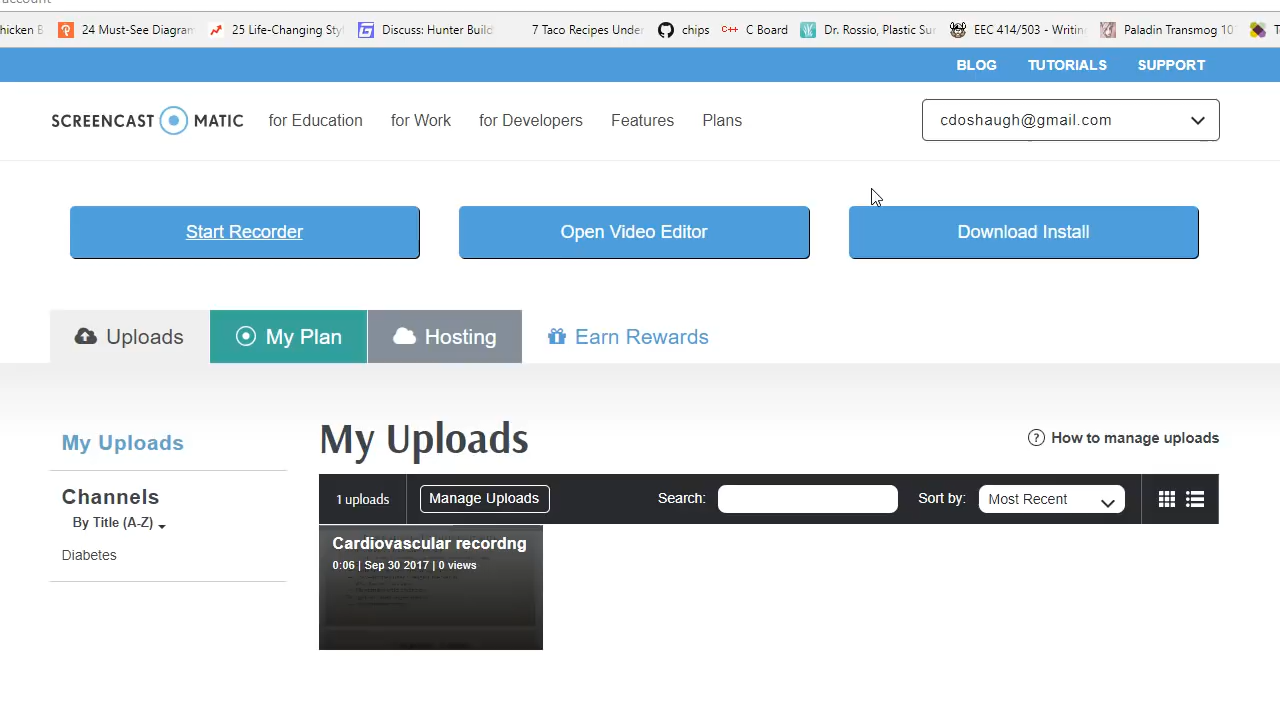 account
hicken B
24 Must-See Diagram
25 Life-Changing Sty
Discuss: Hunter Build
7 Taco Recipes Under
chips
C++ C Board
Dr. Rossio, Plastic Sur
EEC 414/503 - Writin
Paladin Transmog 10
BLOG
TUTORIALS
SUPPORT
SCREENCAST MATIC
for Education
for Work
for Developers
Features
Plans
cdoshaugh@gmail.com
Start Recorder
Open Video Editor
Download Install
Uploads
My Plan
Hosting
Earn Rewards
My Uploads
Channels
By Title (A-Z)
Diabetes
My Uploads
? How to manage uploads
1 uploads
Manage Uploads
Search:
Sort by:
Most Recent
Cardiovascular recordng
0:06 | Sep 30 2017 | 0 views